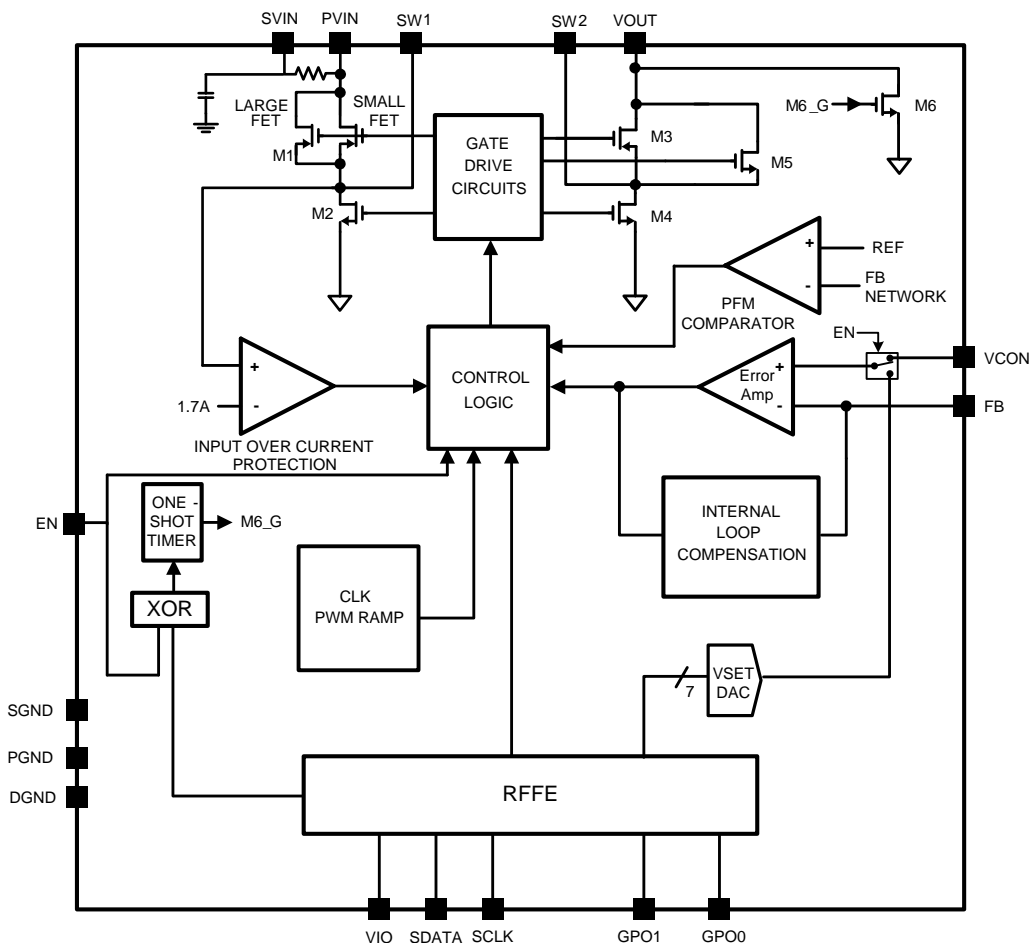 SVIN
PVIN
SW1
SW2
VOUT
LARGE
FET
SMALL
FET
M1
M2
GATE
DRIVE
CIRCUITS
M3
M5
M4
M6_G
M6
+
-
REF
FB
NETWORK
PFM
COMPARATOR
EN
VCON
FB
+
-
1.7A
INPUT OVER CURRENT
PROTECTION
CONTROL
LOGIC
Error
Amp
+
-
EN
ONE -
SHOT
TIMER
M6_G
XOR
CLK
PWM RAMP
INTERNAL
LOOP
COMPENSATION
7
VSET
DAC
SGND
PGND
DGND
RFFE
VIO
SDATA
SCLK
GPO1
GPO0